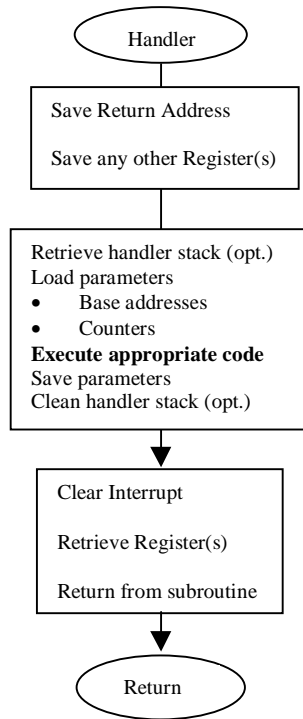 Handler
Save Return Address
Save any other Register(s)
Retrieve handler stack (opt.)
Load parameters
• Base addresses
• Counters
Execute appropriate code
Save parameters
Clean handler stack (opt.)
Clear Interrupt
Retrieve Register(s)
Return from subroutine
Return